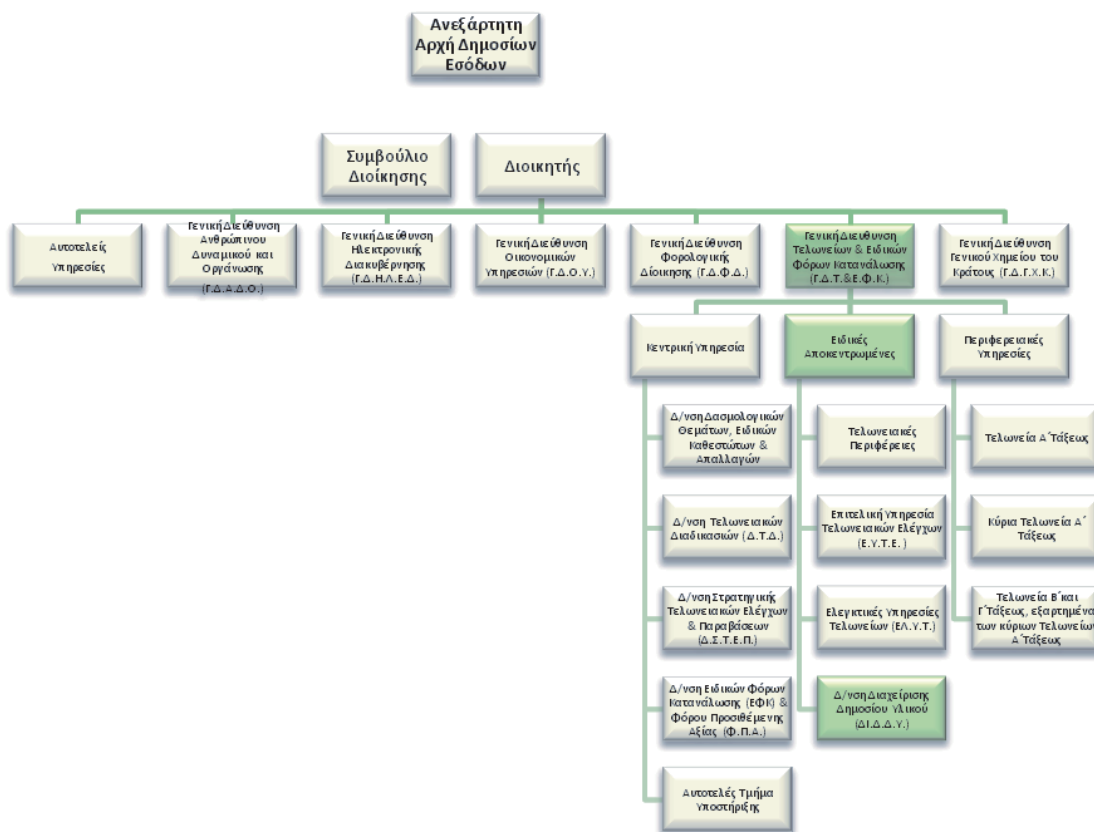 Ανεξάρτητη
Αρχή Δημοσίων
Εσόδων
Συμβούλιο
Διοίκησης
Διοικητής
Αυτοτελείς
Υπηρεσίες
Γενική Διεύθυνση
Ανθρώπινου
Δυναμικού και
Οργάνωσης
(Γ.Δ.Α.Δ.Ο.)
Γενική Διεύθυνση
Ηλεκτρονικής
Διακυβέρνησης
(Γ.Δ.Η.Λ.Ε.Δ.)
Γενική Διεύθυνση
Οικονομικών
Υπηρεσιών (Γ.Δ.Ο.Υ.)
Γενική Διεύθυνση
Φορολογικής
Δίοικησης (Γ.Δ.Φ.Δ.)
Γενική Διευθυνση
Τελωνείων & Ειδικών
Φόρων Κατανάλωσης
(Γ.Δ.Τ.&Ε.Φ.Κ.)
Γενική Διεύθυνση
Γενικού Χημείου του
Κράτους (Γ.Δ.Γ.Χ.Κ.)
Κεντρική Υπηρεσία
Ειδικές
Αποκεντρωμένες
Περιφερειακές
Υπηρεσίες
Δ/νση Δασμολογικών
Θεμάτων, Ειδικών
Καθεστώτων &
Απαλλαγών
Τελωνειακές
Περιφέρειες
Τελωνεία Α΄Τάξεως
Δ/νση Τελωνειακών
Διαδικασιών (Δ.Τ.Δ.)
Επιτελική Υπηρεσία
Τελωνειακών Ελέγχων
(Ε.Υ.Τ.Ε. )
Κύρια Τελωνεία Α΄
Τάξεως
Δ/νση Στρατηγικής
Τελωνειακών Ελέγχων
& Παραβάσεων
(Δ.Σ.Τ.Ε.Π.)
Ελεγκτικές Υπηρεσίες
Τελωνείων (ΕΛ.Υ.Τ.)
Τελωνεία Β΄και
Γ΄Τάξεως, εξαρτημένα
των κύριων Τελωνείων
Α΄Τάξεως
Δ/νση Ειδικών Φόρων
Κατανάλωσης (ΕΦΚ) &
Φόρου Προσιθέμενης
Αξίας (Φ.Π.Α.)
Δ/νση Διαχείρισης
Δημοσίου Υλικού
(ΔΙ.Δ.Δ.Υ.)
Αυτοτελές Τμήμα
Υποστήριξης